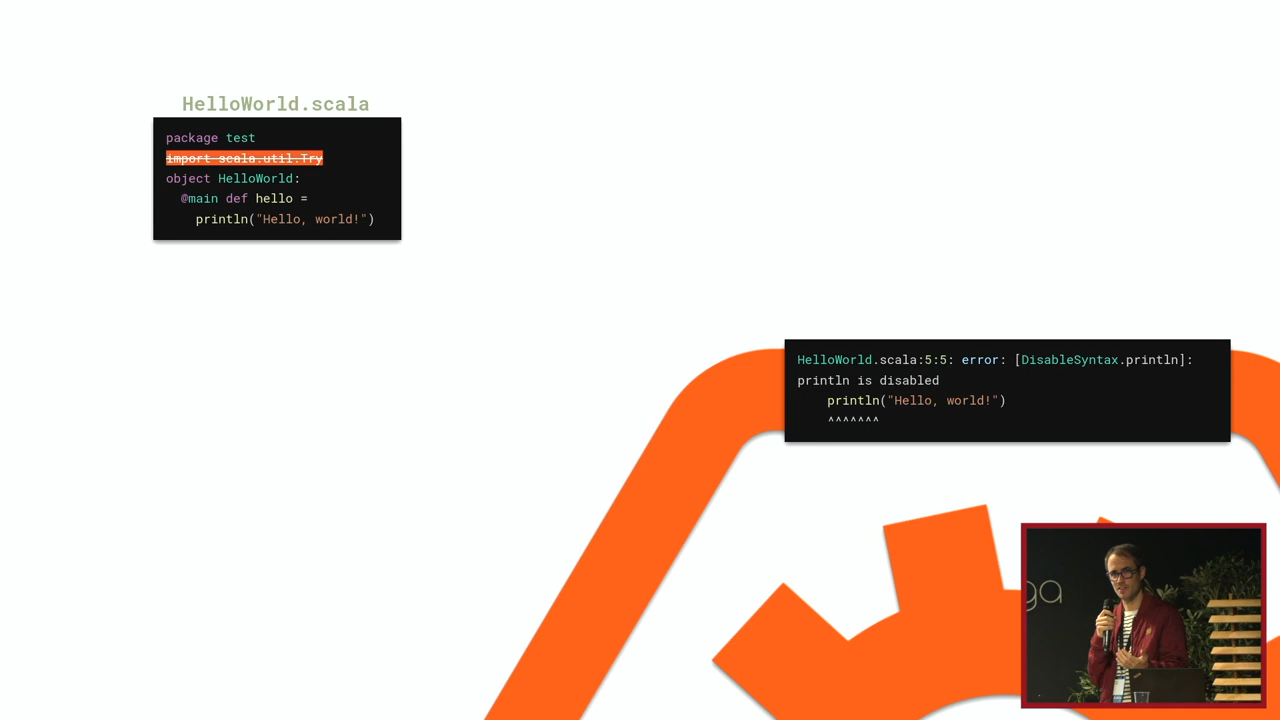 HelloWorld.scala
package test
import scala.util.Try
object HelloWorld:
  @main def hello =
    println("Hello, world!")
HelloWorld.scala:5:5: error: [DisableSyntax.println]:
println is disabled
    println("Hello, world!")
    ^^^^^^^
ga